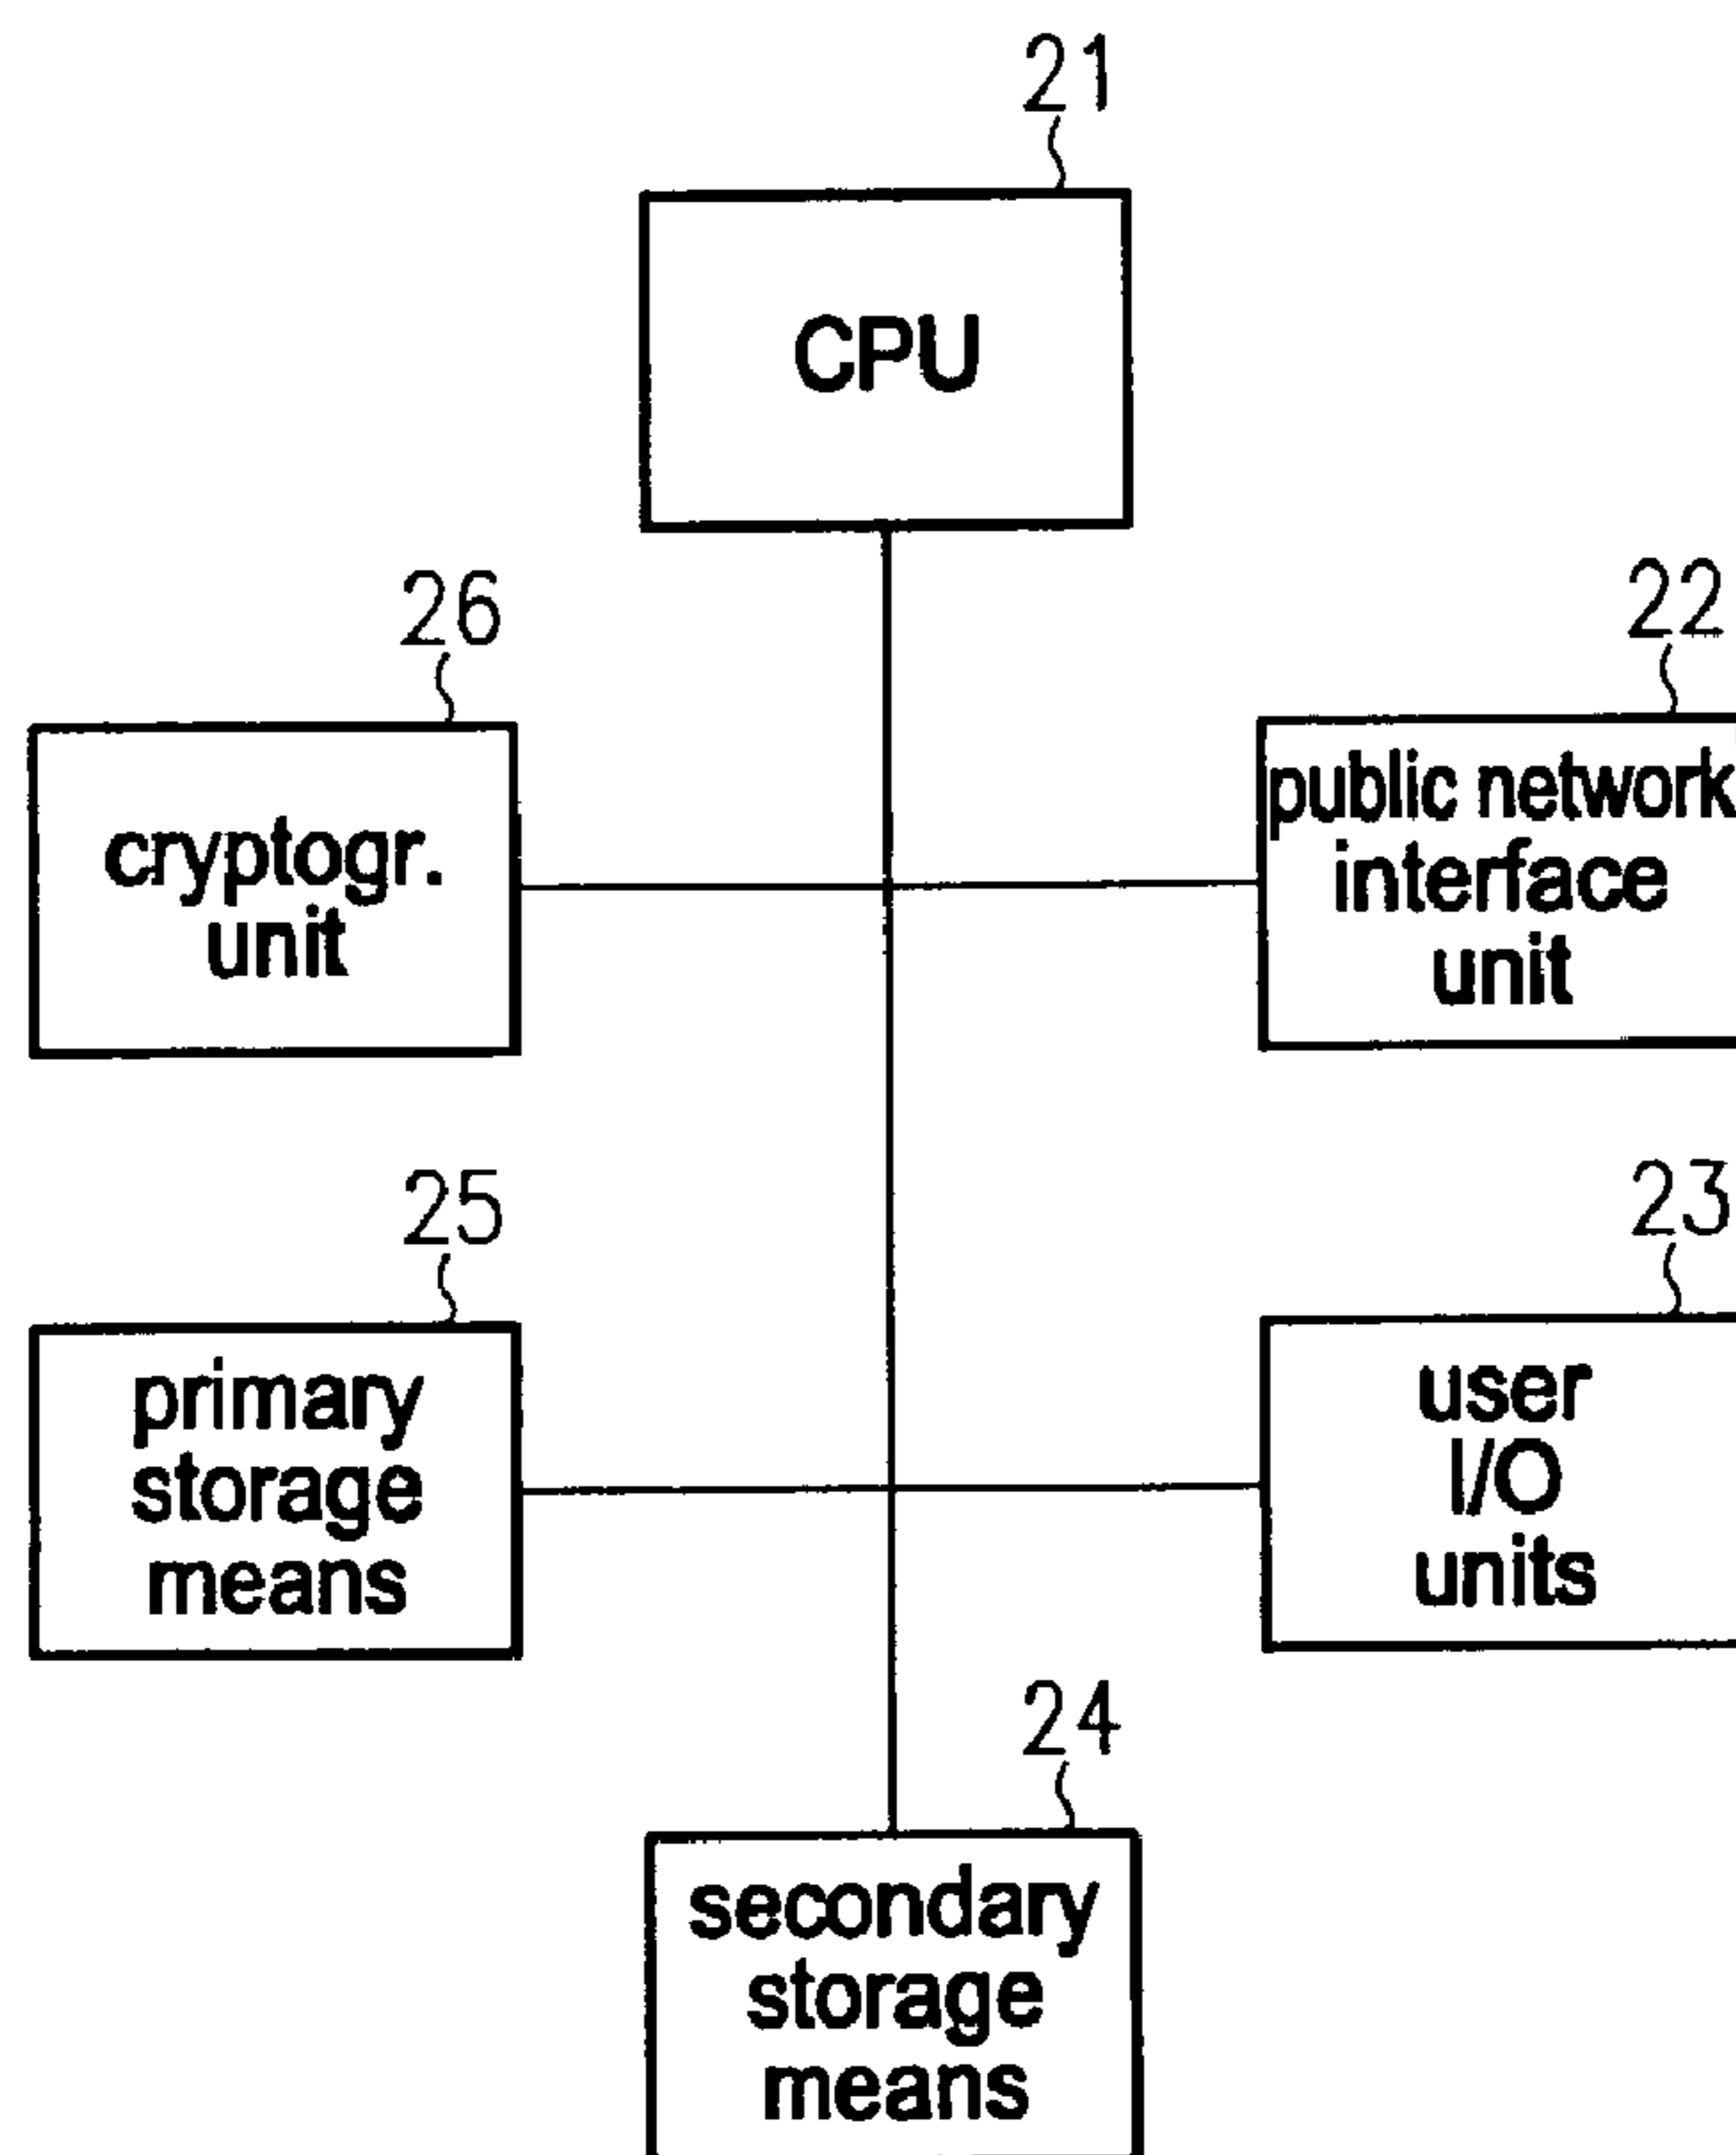 21
CPU
26
cryptogr.
unit
22
public network
interface
unit
25
primary
storage
means
23
user
I/O
units
24
secondary
storage
means